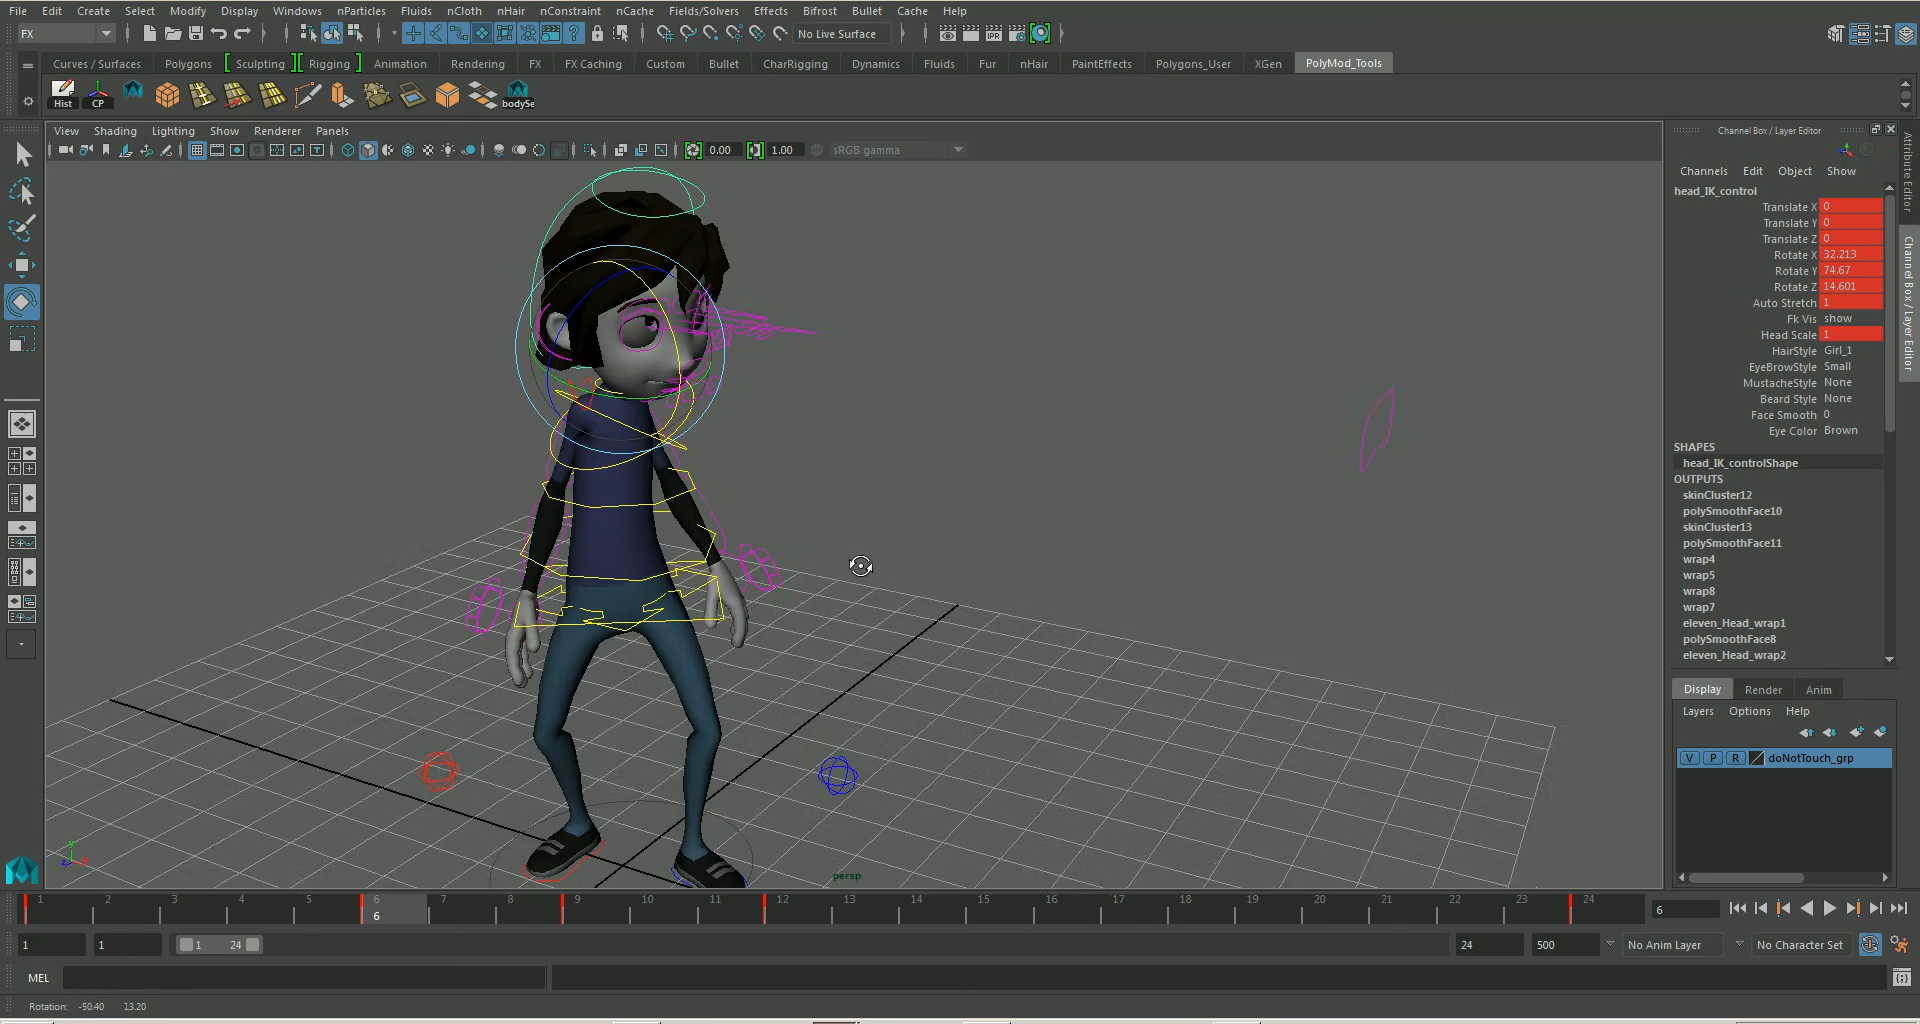 File Edit Create Select Modify Display Windows nParticles Fluids nCloth nHair nConstraint nCache Fields/Solvers Effects Bifrost Bullet Cache Help
FX No Live Surface IPR
Curves / Surfaces Polygons Sculpting Rigging Animation Rendering FX FX Caching Custom Bullet CharRigging Dynamics Fluids Fur nHair PaintEffects Polygons_User XGen PolyMod_Tools
Hist CP bodySe
View Shading Lighting Show Renderer Panels
0.00 1.00 sRGB gamma
Channel Box / Layer Editor
Channels Edit Object Show
head_IK_control
Translate X 0
Translate Y 0
Translate Z 0
Rotate X 32.213
Rotate Y 74.67
Rotate Z 14.601
Auto Stretch 1
Fk Vis show
Head Scale 1
HairStyle Girl_1
EyeBrowStyle Small
MustacheStyle None
Beard Style None
Face Smooth 0
Eye Color Brown
SHAPES
head_IK_controlShape
OUTPUTS
skinCluster12
polySmoothFace10
skinCluster13
polySmoothFace11
wrap4
wrap5
wrap8
wrap7
eleven_Head_wrap1
polySmoothFace8
eleven_Head_wrap2
Display Render Anim
Layers Options Help
V P R doNotTouch_grp
Attribute Editor
Channel Box / Layer Editor
persp
1 2 3 4 5 6 7 8 9 10 11 12 13 14 15 16 17 18 19 20 21 22 23 24
6
6
1 1 1 24 24 500 No Anim Layer No Character Set
MEL
Rotation: -50.40 13.20